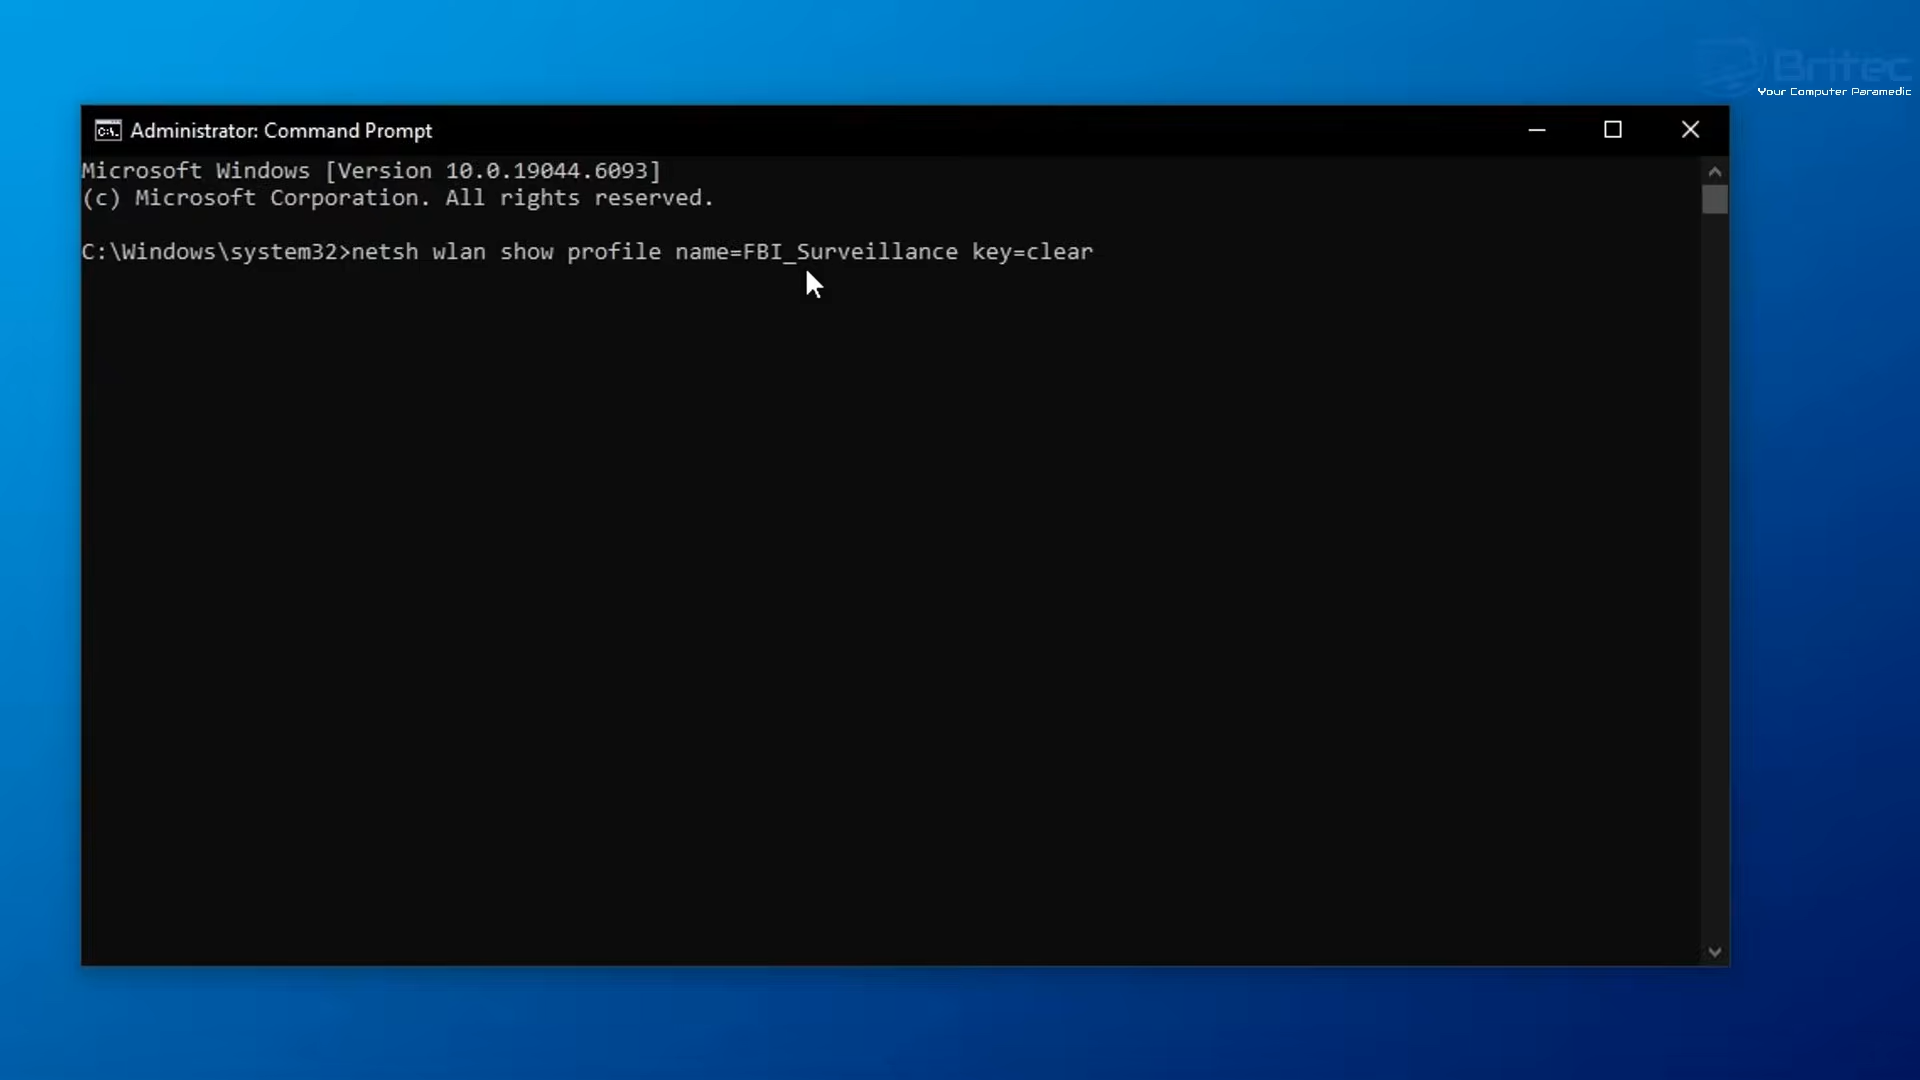 Britec
Your Computer Paramedic
Administrator: Command Prompt
Microsoft Windows [Version 10.0.19044.6093]
(c) Microsoft Corporation. All rights reserved.
C:\Windows\system32>netsh wlan show profile name=FBI_Surveillance key=clear